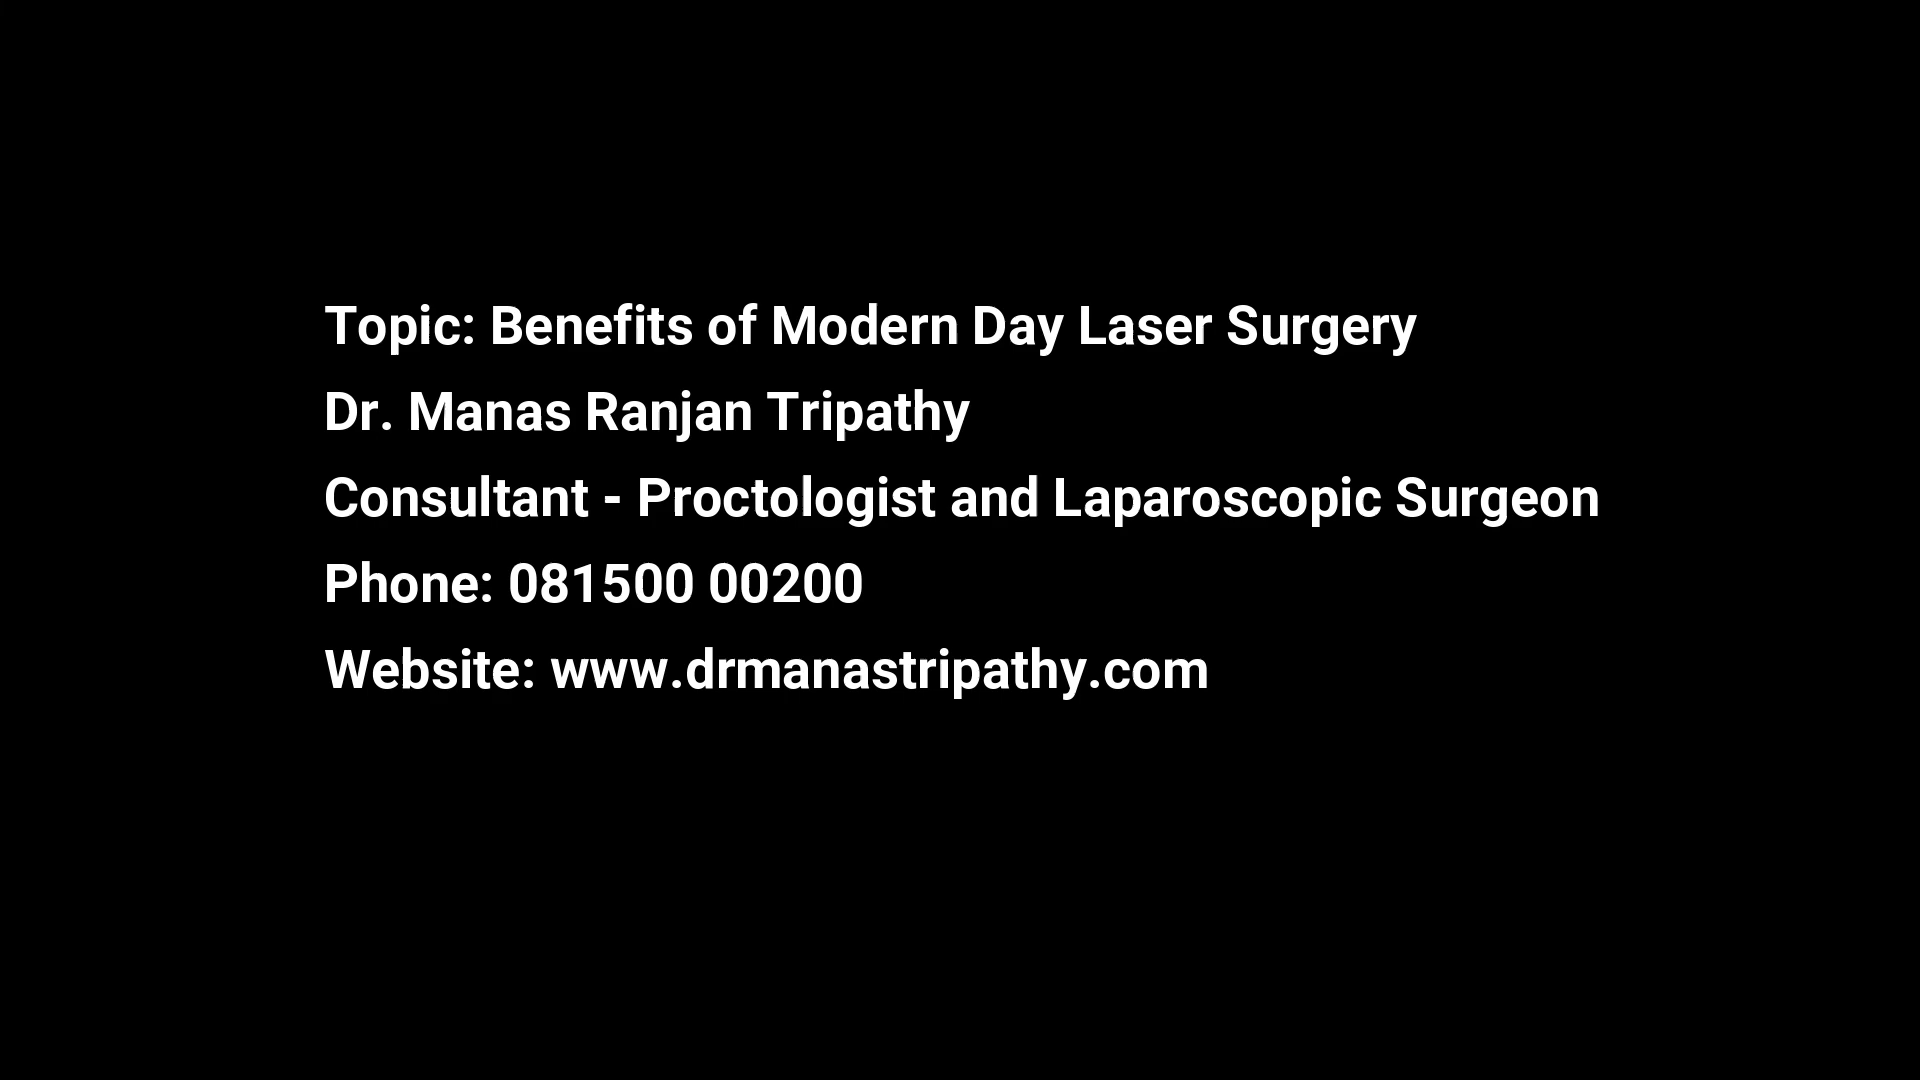 Topic: Benefits of Modern Day Laser Surgery
Dr. Manas Ranjan Tripathy
Consultant - Proctologist and Laparoscopic Surgeon
Phone: 081500 00200
Website: www.drmanastripathy.com